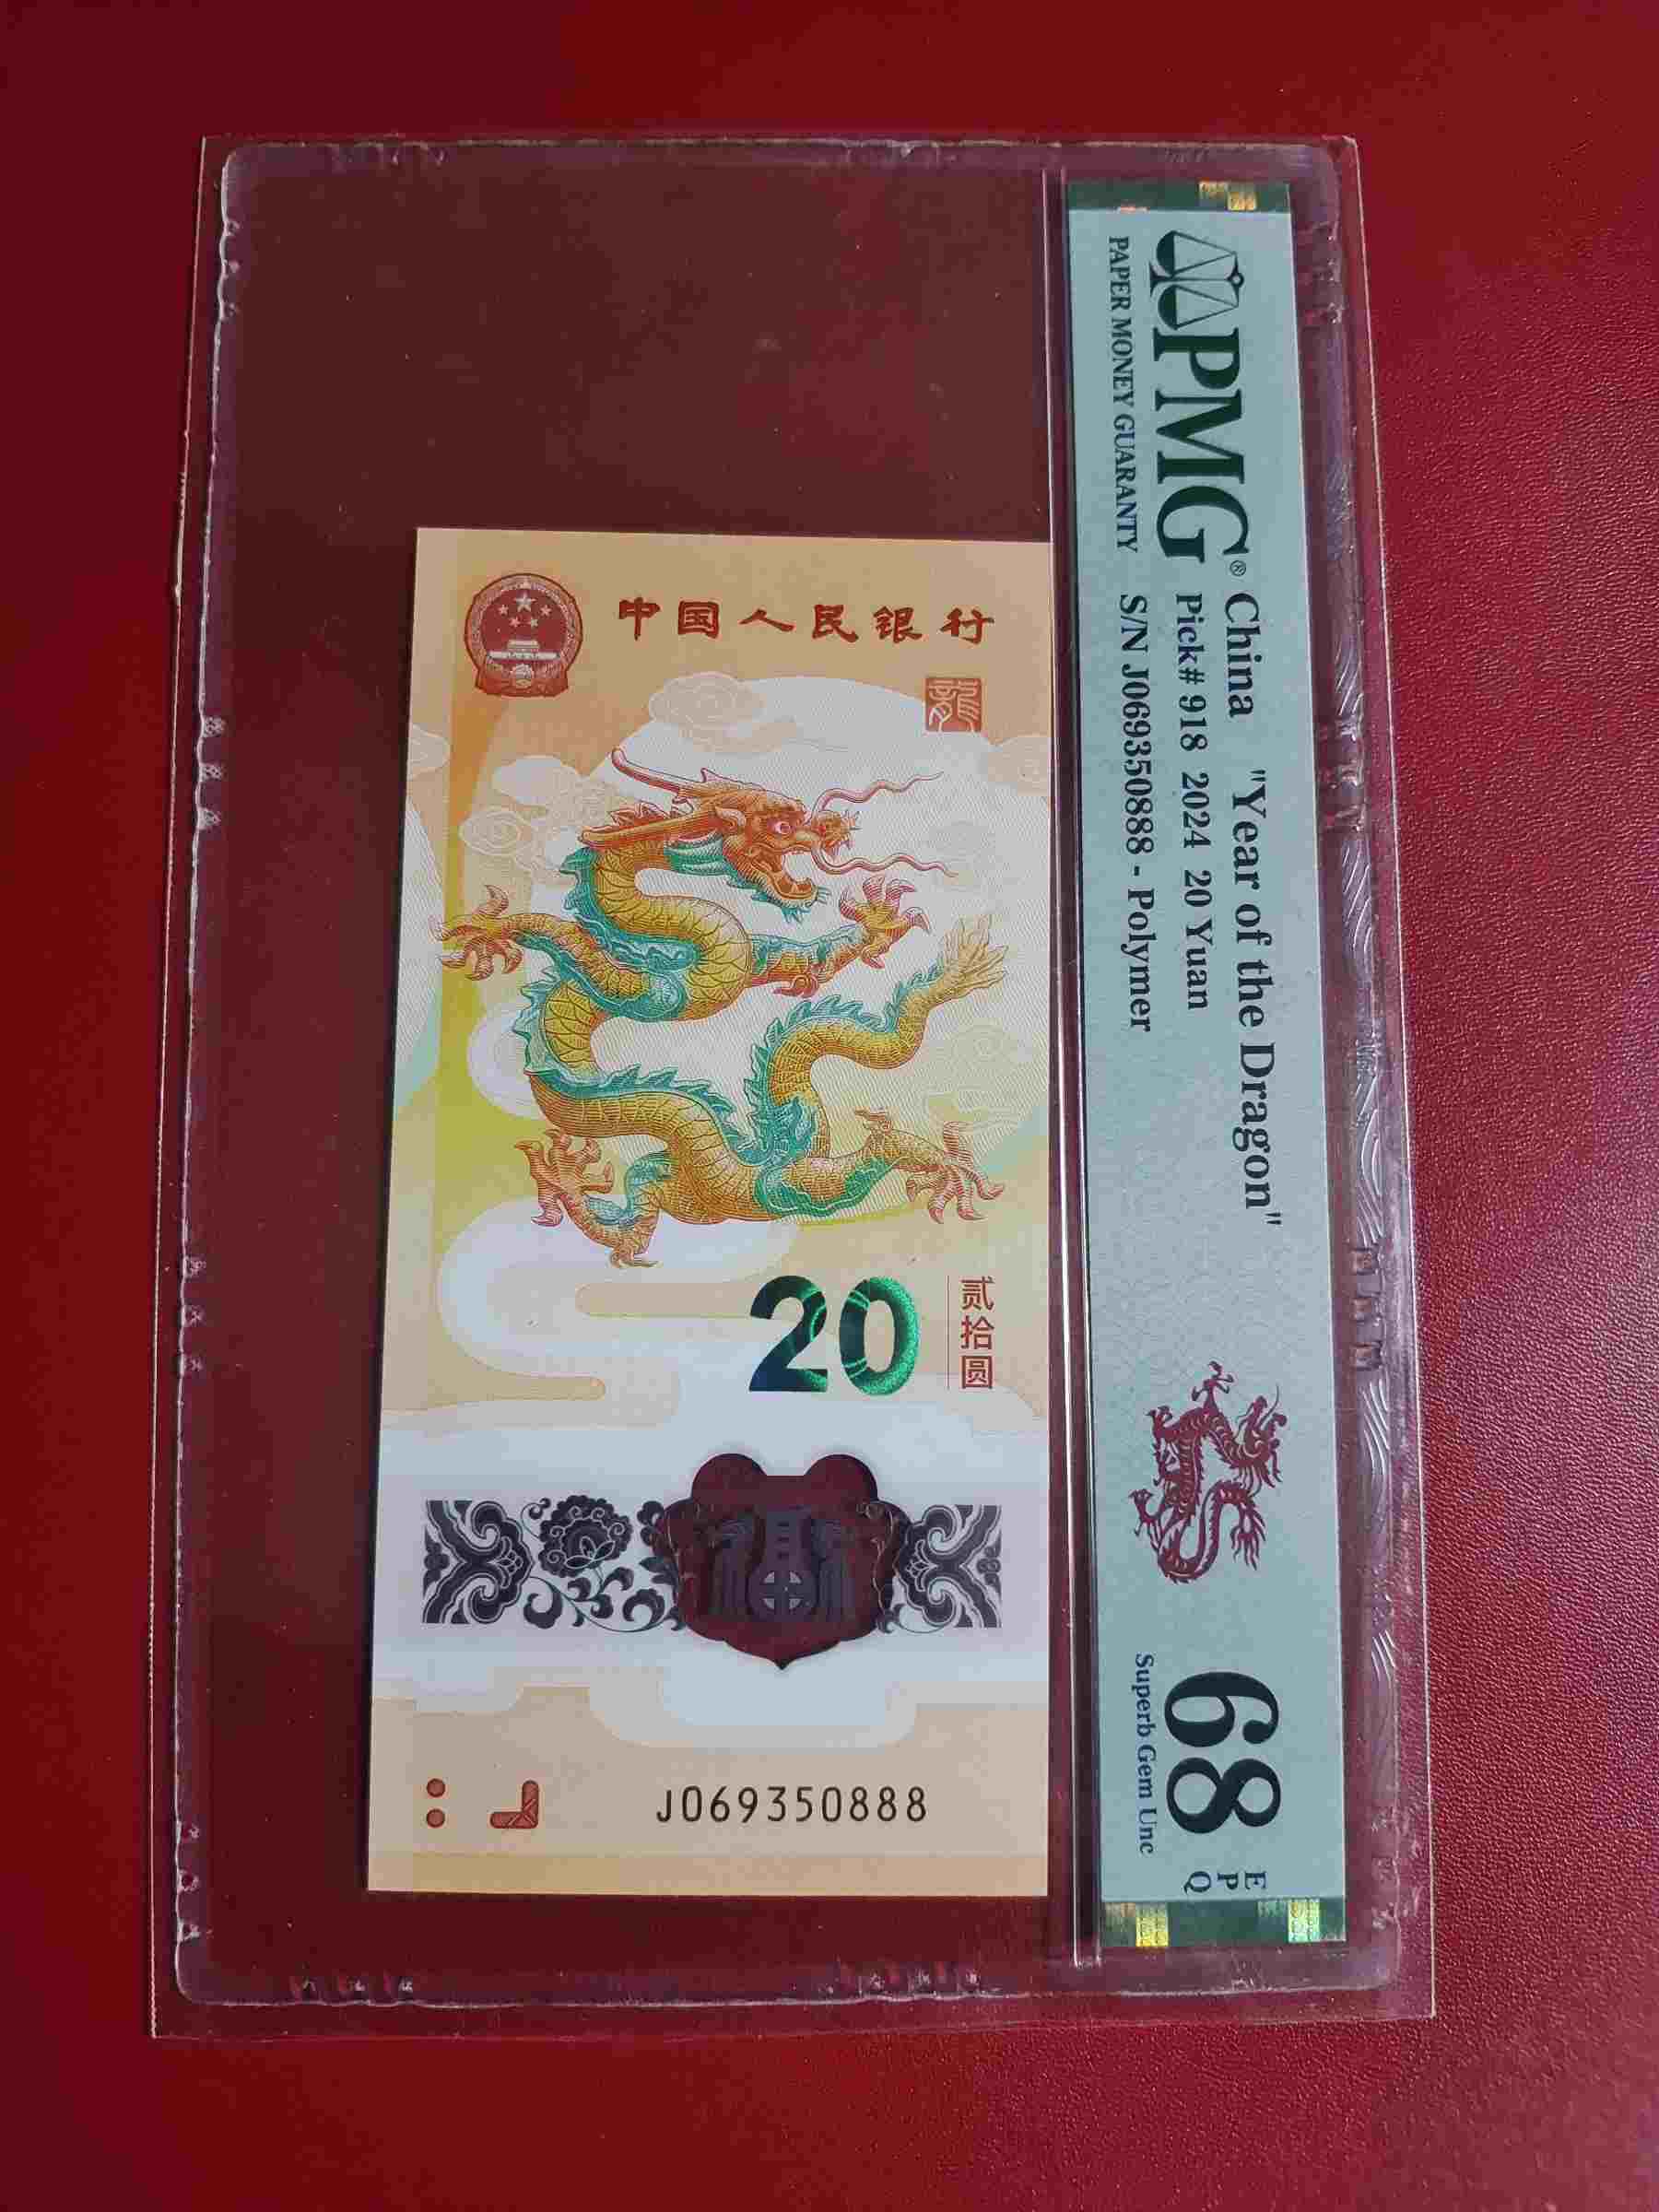 PMG®
PAPER MONEY GUARANTY
China "Year of the Dragon"
Pick# 918 2024 20 Yuan
S/N J069350888 - Polymer
68
EPQ
Superb Gem Unc
中国人民银行
龍
20
贰拾圆
福
J069350888